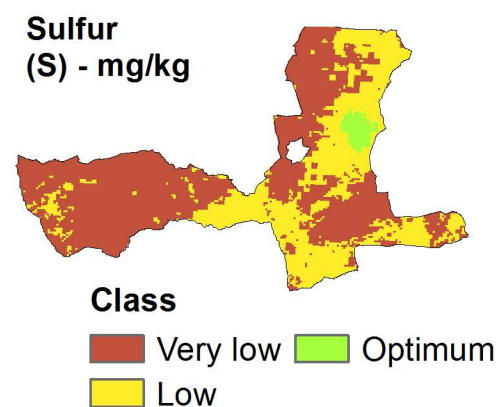 Sulfur
(S) - mg/kg
Class
Very low Optimum
Low